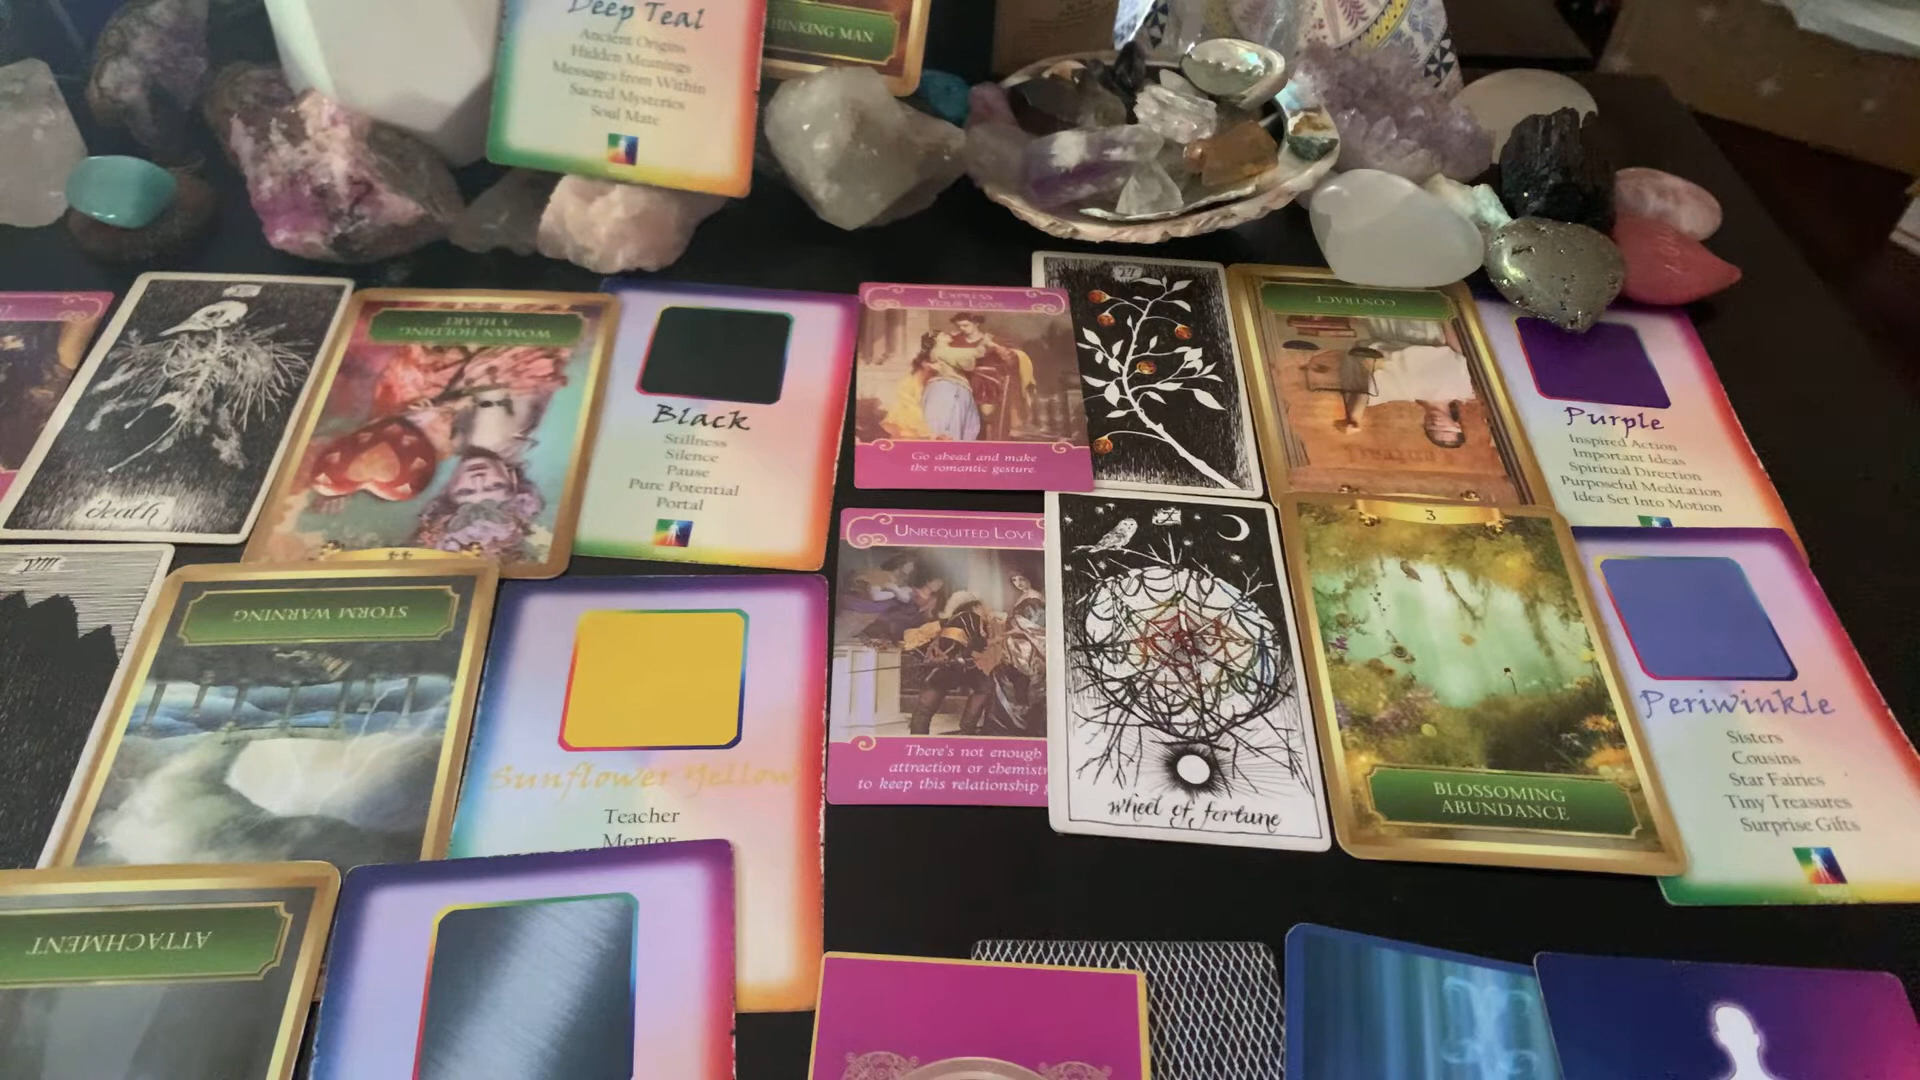 Deep Teal
Ancient Origins
Hidden Meanings
Messages from Within
Sacred Mysteries
Soul Mate
THINKING MAN
Death
WOMAN HOLDING
A HEART
Black
Stillness
Silence
Pause
Pure Potential
Portal
EXPRESS
YOUR LOVE
Go ahead and make
the romantic gesture
CONTRACT
Purple
Inspired Action
Important Ideas
Spiritual Direction
Purposeful Meditation
Idea Set Into Motion
VIII
STORM WARNING
Sunflower Yellow
Teacher
Mentor
UNREQUITED LOVE
There's not enough
attraction or
to keep this relationship
X
wheel of fortune
3
BLOSSOMING
ABUNDANCE
Periwinkle
Sisters
Cousins
Star Fairies
Tiny Treasures
Surprise Gifts
ATTACHMENT